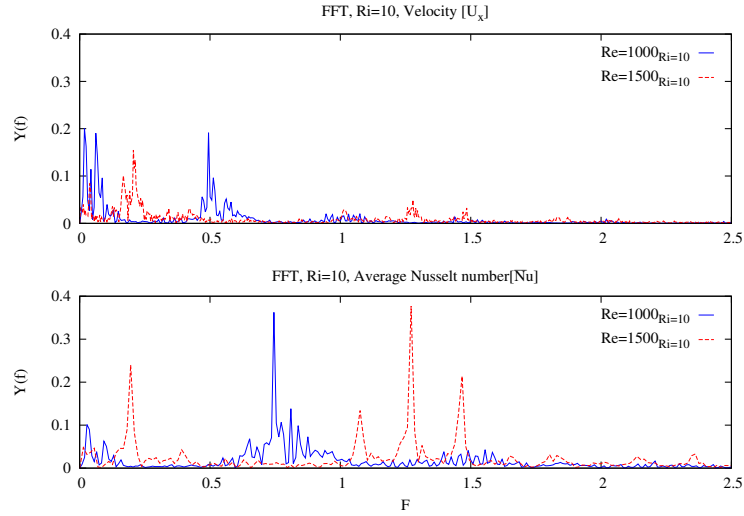 FFT, Ri=10, Velocity [Ux]
0.4
0.3
0.2
0.1
0
Y(f)
Re=1000Ri=10
Re=1500Ri=10
0 0.5 1 1.5 2 2.5
FFT, Ri=10, Average Nusselt number[Nu]
0.4
0.3
0.2
0.1
0
Y(f)
Re=1000Ri=10
Re=1500Ri=10
0 0.5 1 1.5 2 2.5
F